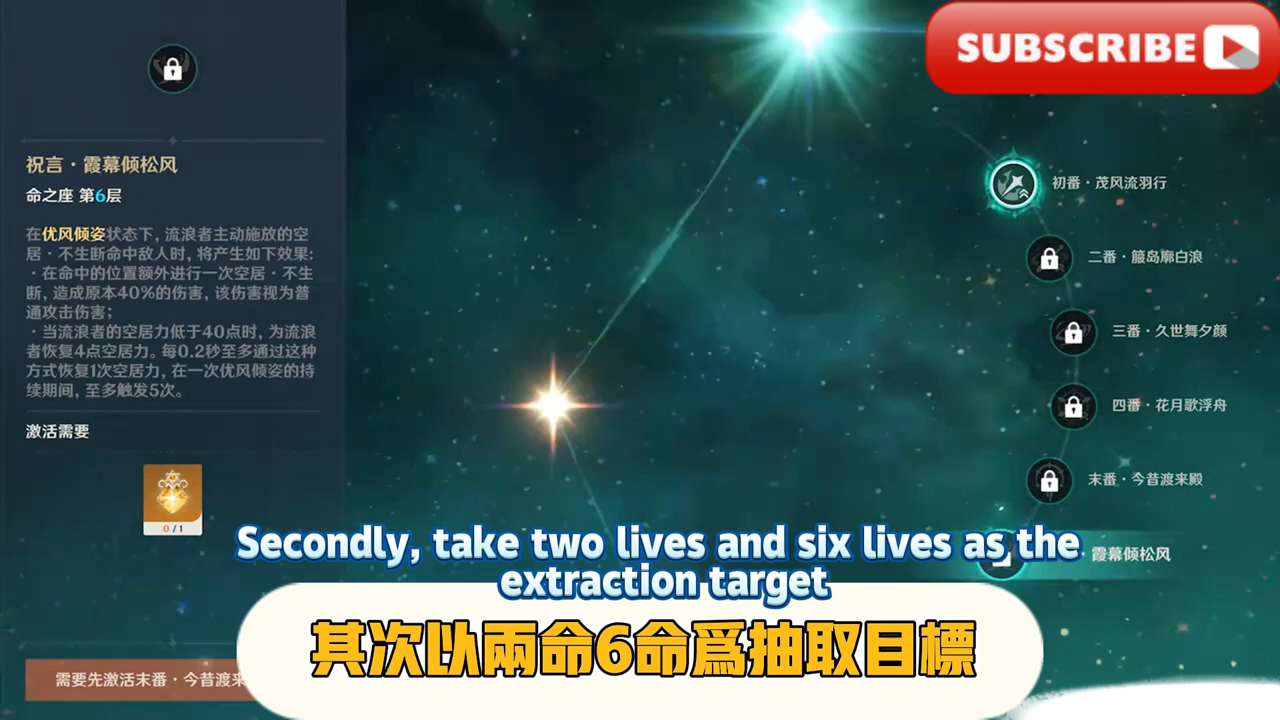 SUBSCRIBE
祝言·霞幕倾松风
命之座 第6层
在优风倾姿状态下，流浪者主动施放的空
居·不生断命中敌人时，将产生如下效果：
·在命中的位置额外进行一次空居·不生
断，造成原本40%的伤害，该伤害视为普
通攻击伤害；
·当流浪者的空居力低于40点时，为流浪
者恢复4点空居力。每0.2秒至多通过这种
方式恢复1次空居力，在一次优风倾姿的持
续期间，至多触发5次。
激活需要
0/1
需要先激活末番·今昔渡来
初番·茂风流羽行
二番·箙岛廓白浪
三番·久世舞夕颜
四番·花月歌浮舟
末番·今昔渡来殿
霞幕倾松风
Secondly, take two lives and six lives as the
extraction target
其次以兩命6命爲抽取目標